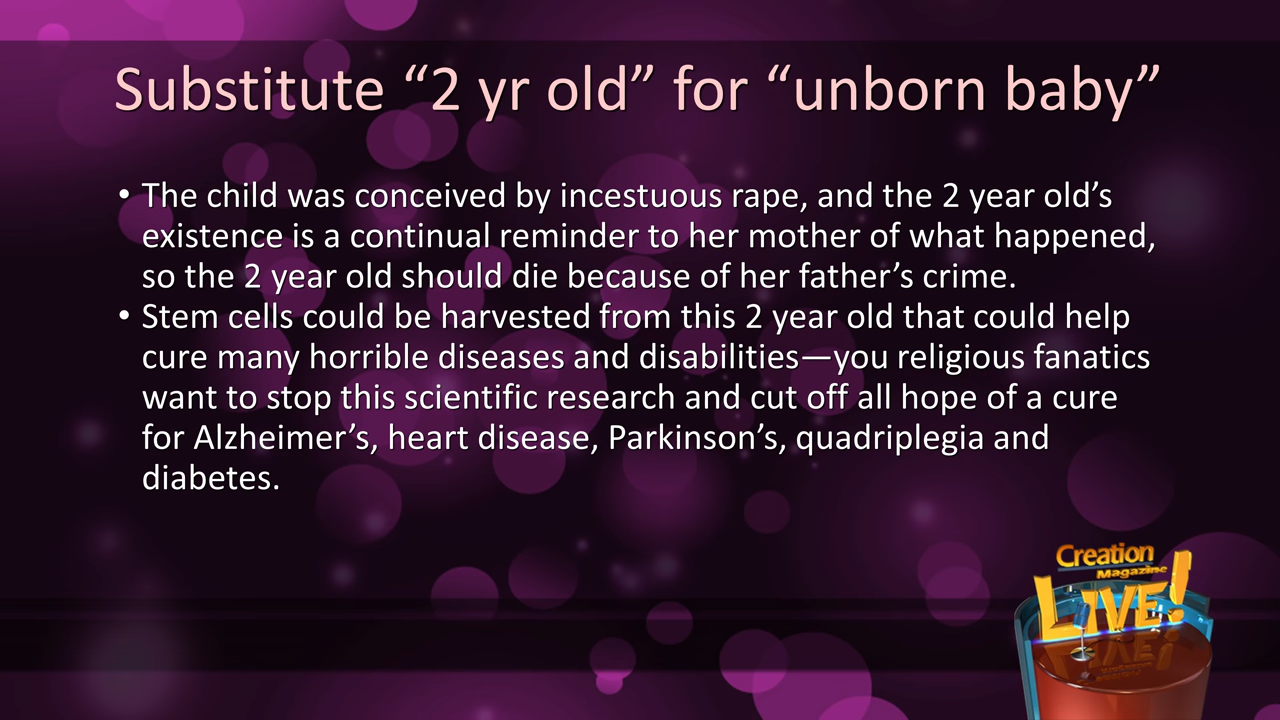 Substitute “2 yr old” for “unborn baby”
• The child was conceived by incestuous rape, and the 2 year old’s
existence is a continual reminder to her mother of what happened,
so the 2 year old should die because of her father’s crime.
• Stem cells could be harvested from this 2 year old that could help
cure many horrible diseases and disabilities—you religious fanatics
want to stop this scientific research and cut off all hope of a cure
for Alzheimer’s, heart disease, Parkinson’s, quadriplegia and
diabetes.
Creation
Magazine
LIVE!